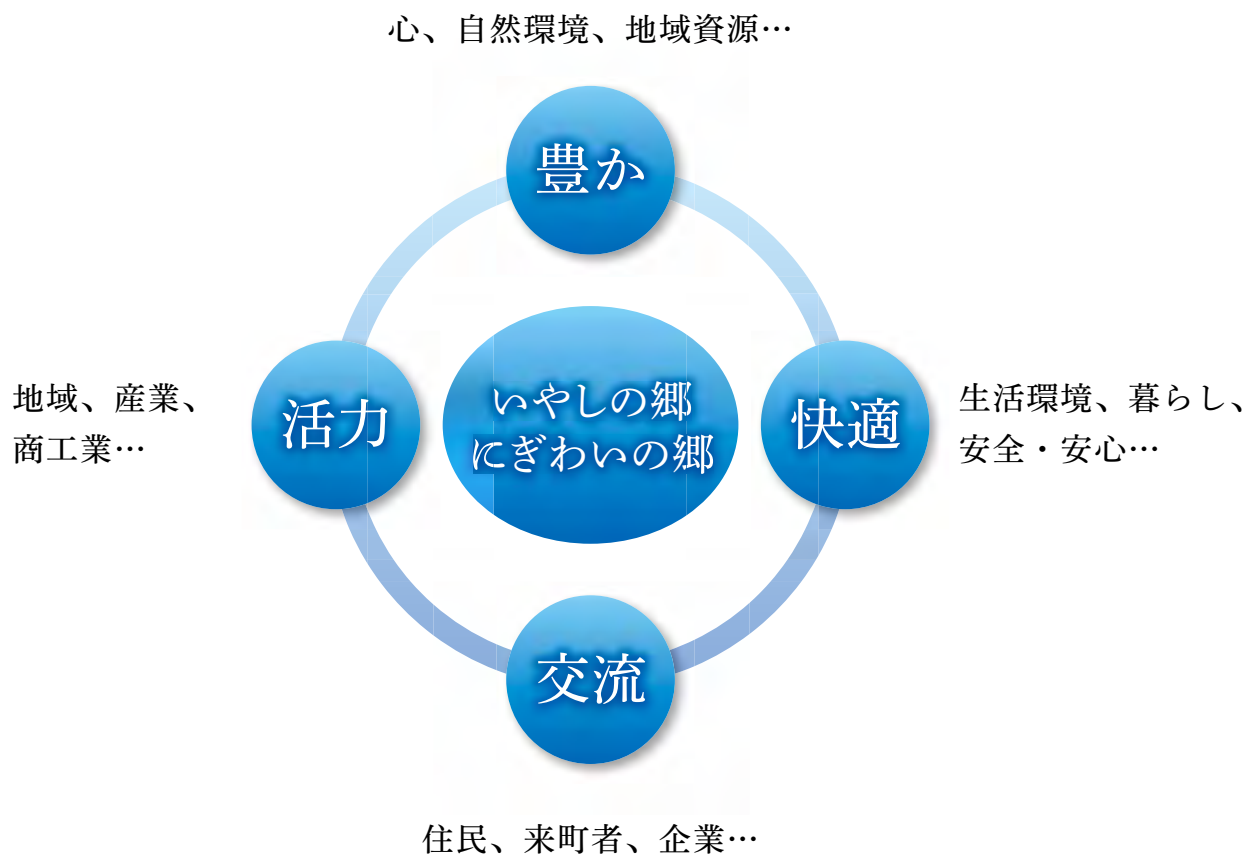 心、自然環境、地域資源…
豊か
地域、産業、
商工業…
活力
いやしの郷
にぎわいの郷
快適
生活環境、暮らし、
安全・安心…
交流
住民、来町者、企業…